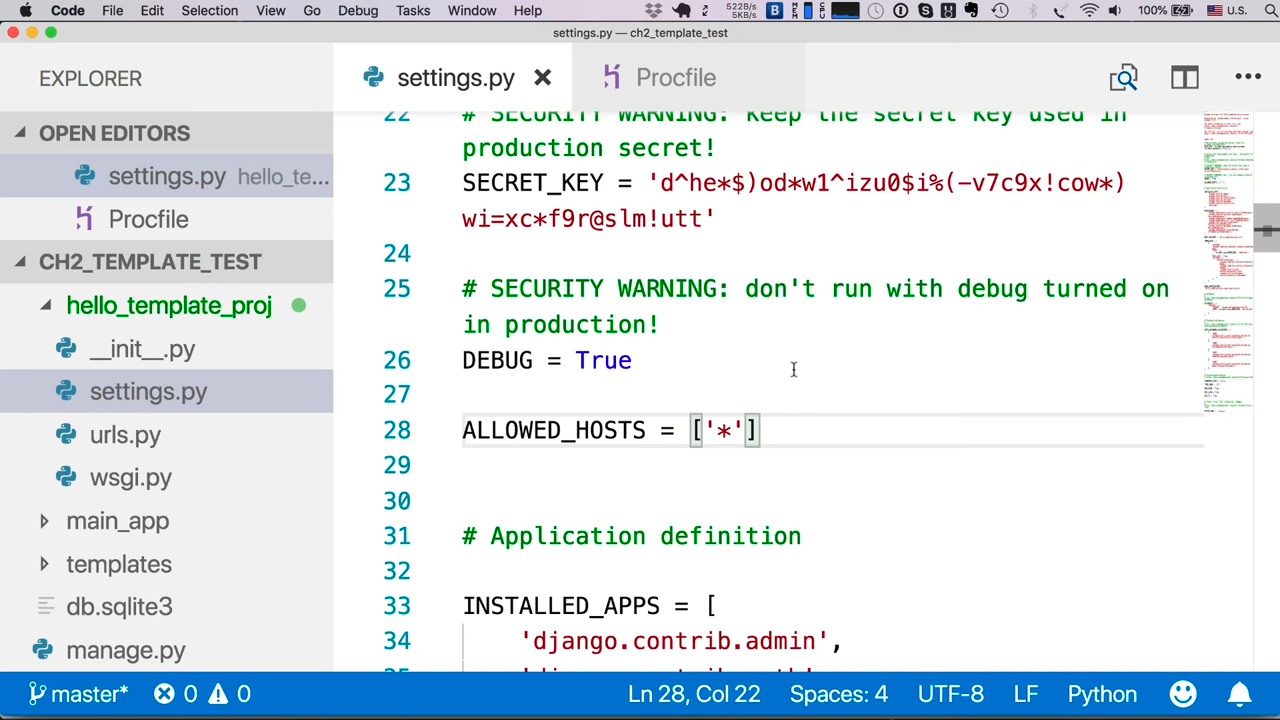 Code File Edit Selection View Go Debug Tasks Window Help 522B/s 5KB/s 100% U.S.
settings.py — ch2_template_test
EXPLORER
settings.py
Procfile
OPEN EDITORS
settings.py hello_te...
Procfile
CH2_TEMPLATE_TEST
hello_template_proj
__init__.py
settings.py
urls.py
wsgi.py
main_app
templates
db.sqlite3
manage.py
22 # SECURITY WARNING: keep the secret key used in
production secret!
23 SECRET_KEY = 'd^he*$)od*w1^izu0$i%(-v7c9x!cow*)
wi=xc*f9r@slm!utt'
24
25 # SECURITY WARNING: don't run with debug turned on
in production!
26 DEBUG = True
27
28 ALLOWED_HOSTS = ['*']
29
30
31 # Application definition
32
33 INSTALLED_APPS = [
34 'django.contrib.admin',
master* 0 0 Ln 28, Col 22 Spaces: 4 UTF-8 LF Python